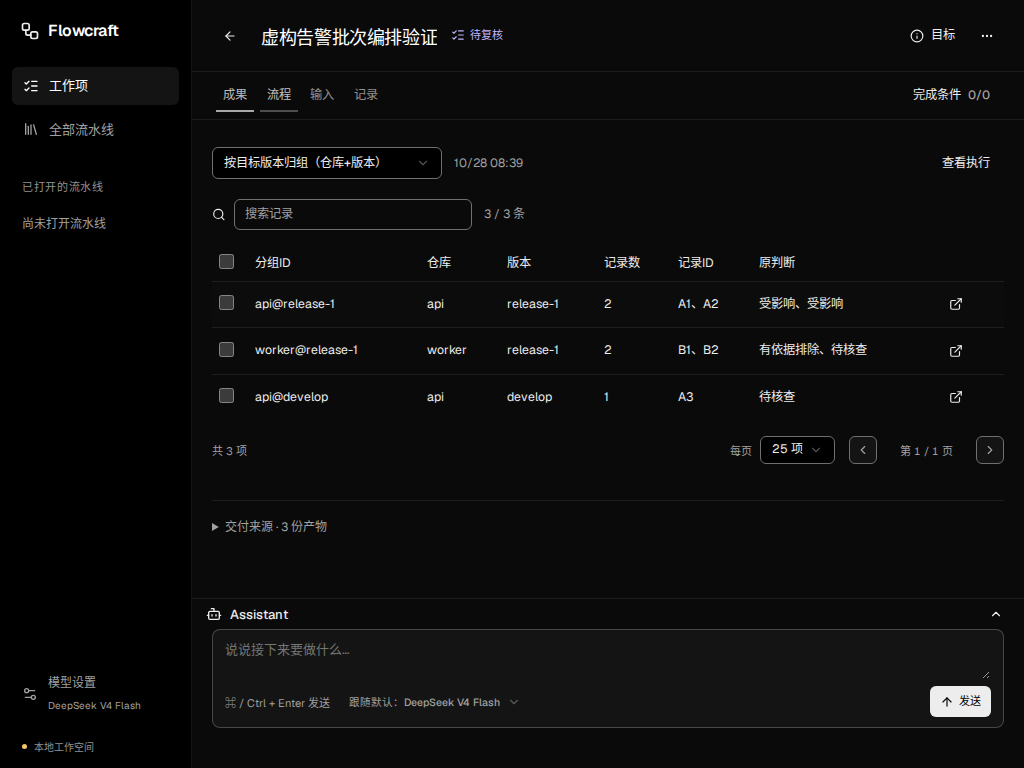 Flowcraft
工作项
全部流水线
已打开的流水线
尚未打开流水线
模型设置
DeepSeek V4 Flash
本地工作空间
虚构告警批次编排验证 待复核 目标
成果 流程 输入 记录 完成条件 0/0
按目标版本归组（仓库+版本） 10/28 08:39 查看执行
搜索记录 3 / 3 条
分组ID 仓库 版本 记录数 记录ID 原判断
api@release-1 api release-1 2 A1、A2 受影响、受影响
worker@release-1 worker release-1 2 B1、B2 有依据排除、待核查
api@develop api develop 1 A3 待核查
共 3 项 每页 25 项 第 1 / 1 页
交付来源 · 3 份产物
Assistant
说说接下来要做什么…
⌘ / Ctrl + Enter 发送 跟随默认：DeepSeek V4 Flash 发送